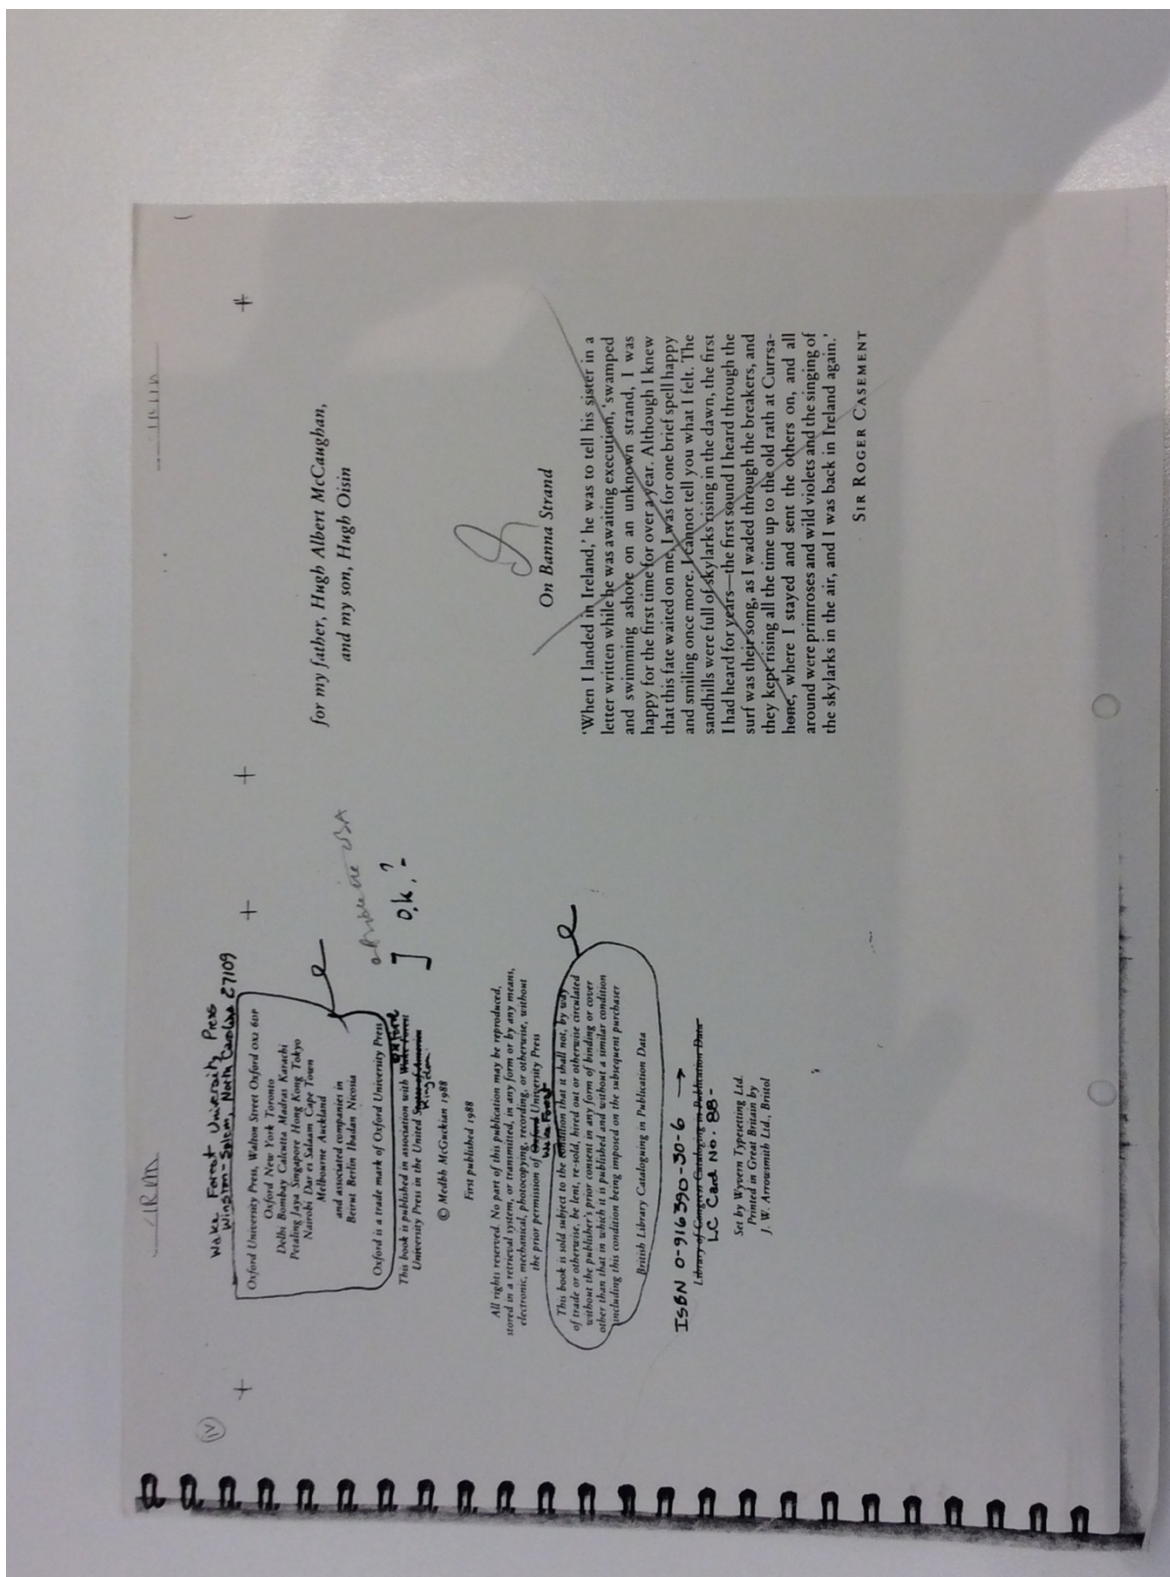 IV
Wake Forest University Press
Winston-Salem, North Carolina 27109
Oxford University Press, Walton Street Oxford OX2 6DP
Oxford New York Toronto
Delhi Bombay Calcutta Madras Karachi
Petaling Jaya Singapore Hong Kong Tokyo
Nairobi Dar es Salaam Cape Town
Melbourne Auckland
and associated companies in
Beirut Berlin Ibadan Nicosia
Oxford is a trade mark of Oxford University Press
Oxford
This book is published in association with Wake Forest
University Press in the United States of America
Kingdom.
] O.k.?
© Medbh McGuckian 1988
First published 1988
All rights reserved. No part of this publication may be reproduced,
stored in a retrieval system, or transmitted, in any form or by any means,
electronic, mechanical, photocopying, recording, or otherwise, without
the prior permission of Oxford University Press
Wake Forest
This book is sold subject to the condition that it shall not, by way
of trade or otherwise, be lent, re-sold, hired out or otherwise circulated
without the publisher's prior consent in any form of binding or cover
other than that in which it is published and without a similar condition
including this condition being imposed on the subsequent purchaser
British Library Cataloguing in Publication Data
ISBN 0-916390-30-6 →
Library of Congress Cataloging in Publication Data
LC Card No. 88-
Set by Wyvern Typesetting Ltd.
Printed in Great Britain by
J. W. Arrowsmith Ltd., Bristol
for my father, Hugh Albert McCaughan,
and my son, Hugh Oisin
On Banna Strand
'When I landed in Ireland,' he was to tell his sister in a
letter written while he was awaiting execution, 'swamped
and swimming ashore on an unknown strand, I was
happy for the first time for over a year. Although I knew
that this fate waited on me, I was for one brief spell happy
and smiling once more. I cannot tell you what I felt. The
sandhills were full of skylarks rising in the dawn, the first
I had heard for years—the first sound I heard through the
surf was their song, as I waded through the breakers, and
they kept rising all the time up to the old rath at Currsa-
hone, where I stayed and sent the others on, and all
around were primroses and wild violets and the singing of
the skylarks in the air, and I was back in Ireland again.'
SIR ROGER CASEMENT